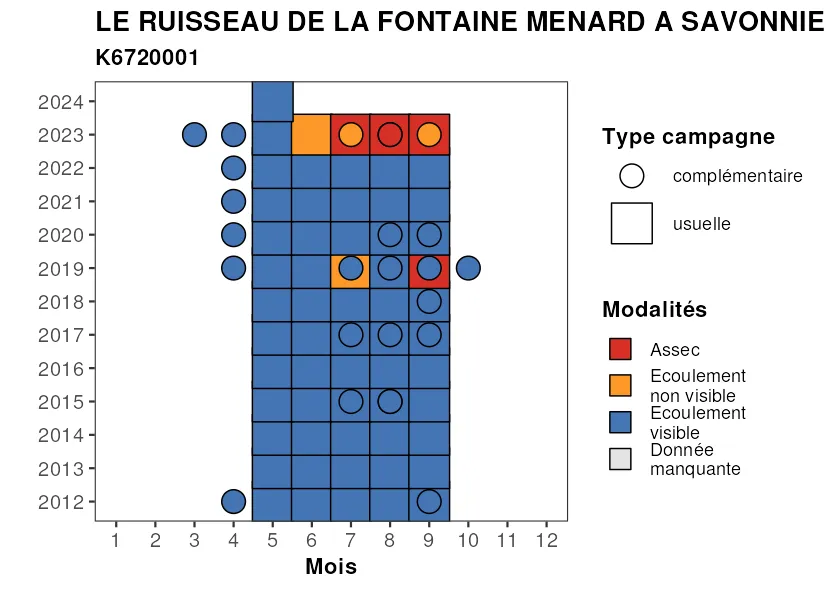 LE RUISSEAU DE LA FONTAINE MENARD A SAVONNIE
K6720001
2024
2023
2022
2021
2020
2019
2018
2017
2016
2015
2014
2013
2012
1 2 3 4 5 6 7 8 9 10 11 12
Mois
Type campagne
complémentaire
usuelle
Modalités
Assec
Ecoulement
non visible
Ecoulement
visible
Donnée
manquante